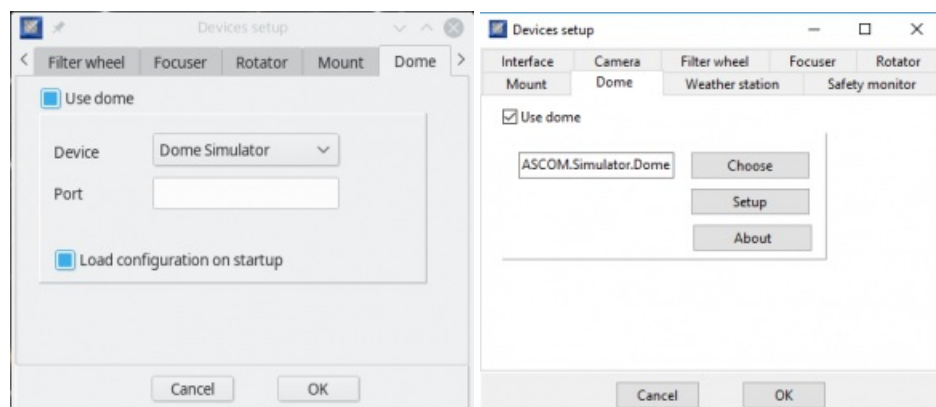 Devices setup
Filter wheel Focuser Rotator Mount Dome
Use dome
Device Dome Simulator
Port
Load configuration on startup
Cancel OK
Devices setup
Interface Camera Filter wheel Focuser Rotator
Mount Dome Weather station Safety monitor
Use dome
ASCOM.Simulator.Dome Choose
Setup
About
Cancel OK